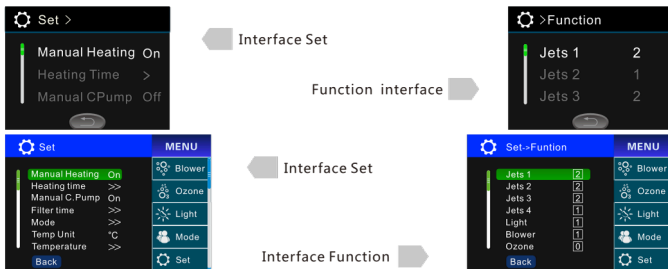 Set >
Manual Heating On
Heating Time >
Manual CPump Off
Interface Set
Function interface
>Function
Jets 1 2
Jets 2 1
Jets 3 2
Set
MENU
Manual Heating On
Heating time >>
Manual C.Pump On
Filter time >>
Mode >>
Temp Unit °C
Temperature >>
Back
Blower
O₃ Ozone
Light
Mode
Set
Interface Set
Interface Function
Set->Funtion
MENU
Jets 1 2
Jets 2 2
Jets 3 2
Jets 4 1
Light 1
Blower 1
Ozone 0
Back
Blower
O₃ Ozone
Light
Mode
Set